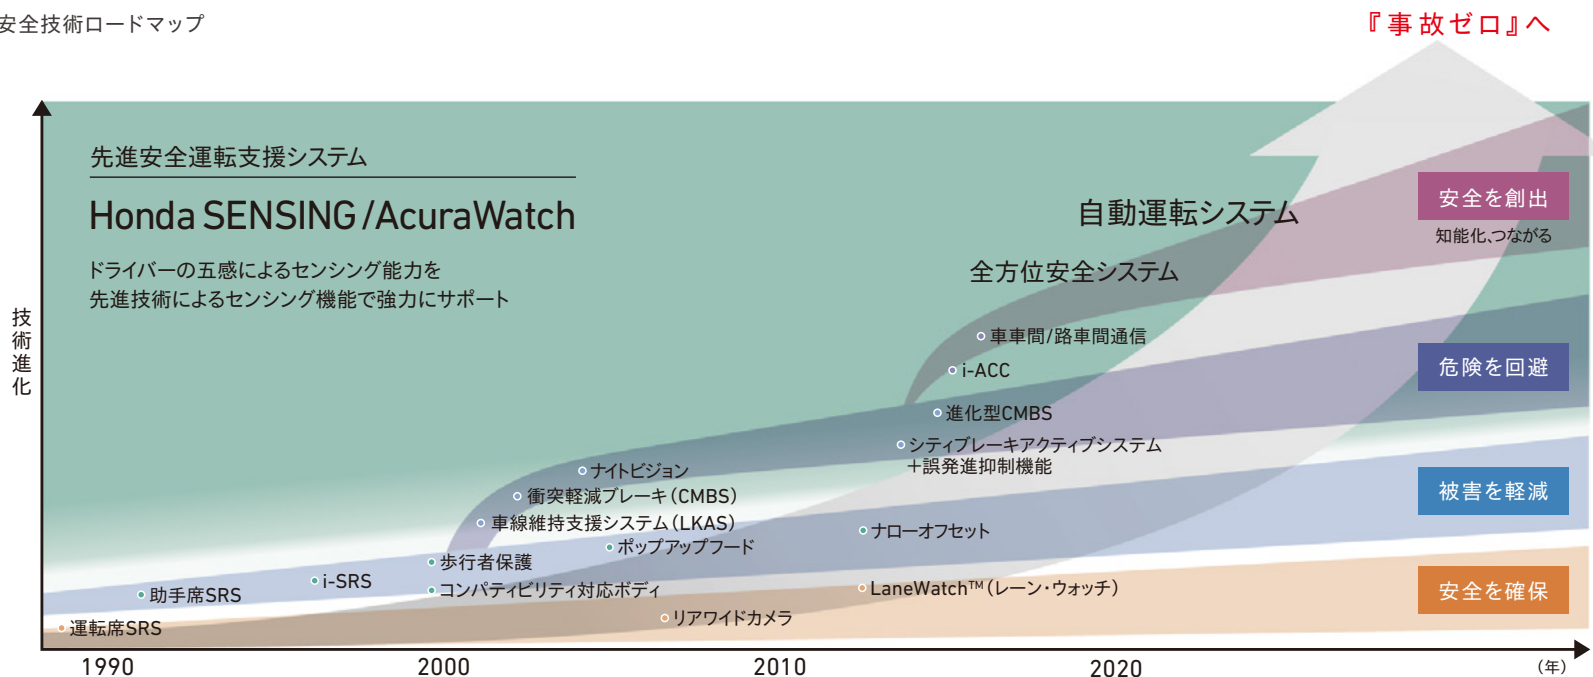 安全技術ロードマップ
『事故ゼロ』へ
先進安全運転支援システム
Honda SENSING/AcuraWatch
ドライバーの五感によるセンシング能力を
先進技術によるセンシング機能で強力にサポート
自動運転システム
全方位安全システム
安全を創出
知能化、つながる
技術進化
車車間/路車間通信
i-ACC
危険を回避
進化型CMBS
シティブレーキアクティブシステム
+誤発進抑制機能
ナイトビジョン
衝突軽減ブレーキ(CMBS)
車線維持支援システム(LKAS)
被害を軽減
ナローオフセット
ポップアップフード
歩行者保護
i-SRS
コンパティビリティ対応ボディ
助手席SRS
LaneWatch™(レーン・ウォッチ)
安全を確保
リアワイドカメラ
運転席SRS
1990
2000
2010
2020
(年)